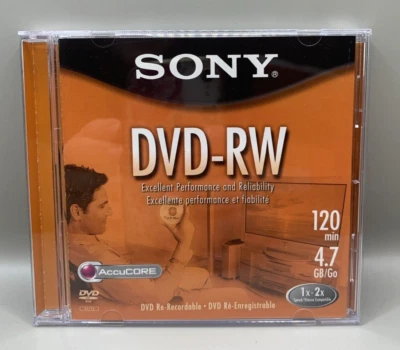 SONY®
DVD-RW
Excellent Performance and Reliability
Excellente performance et fiabilité
120
min
4.7
GB/Go
AccuCORE
1x - 2x
DVD
DVD Re-Recordable • DVD Ré-Enregistrable